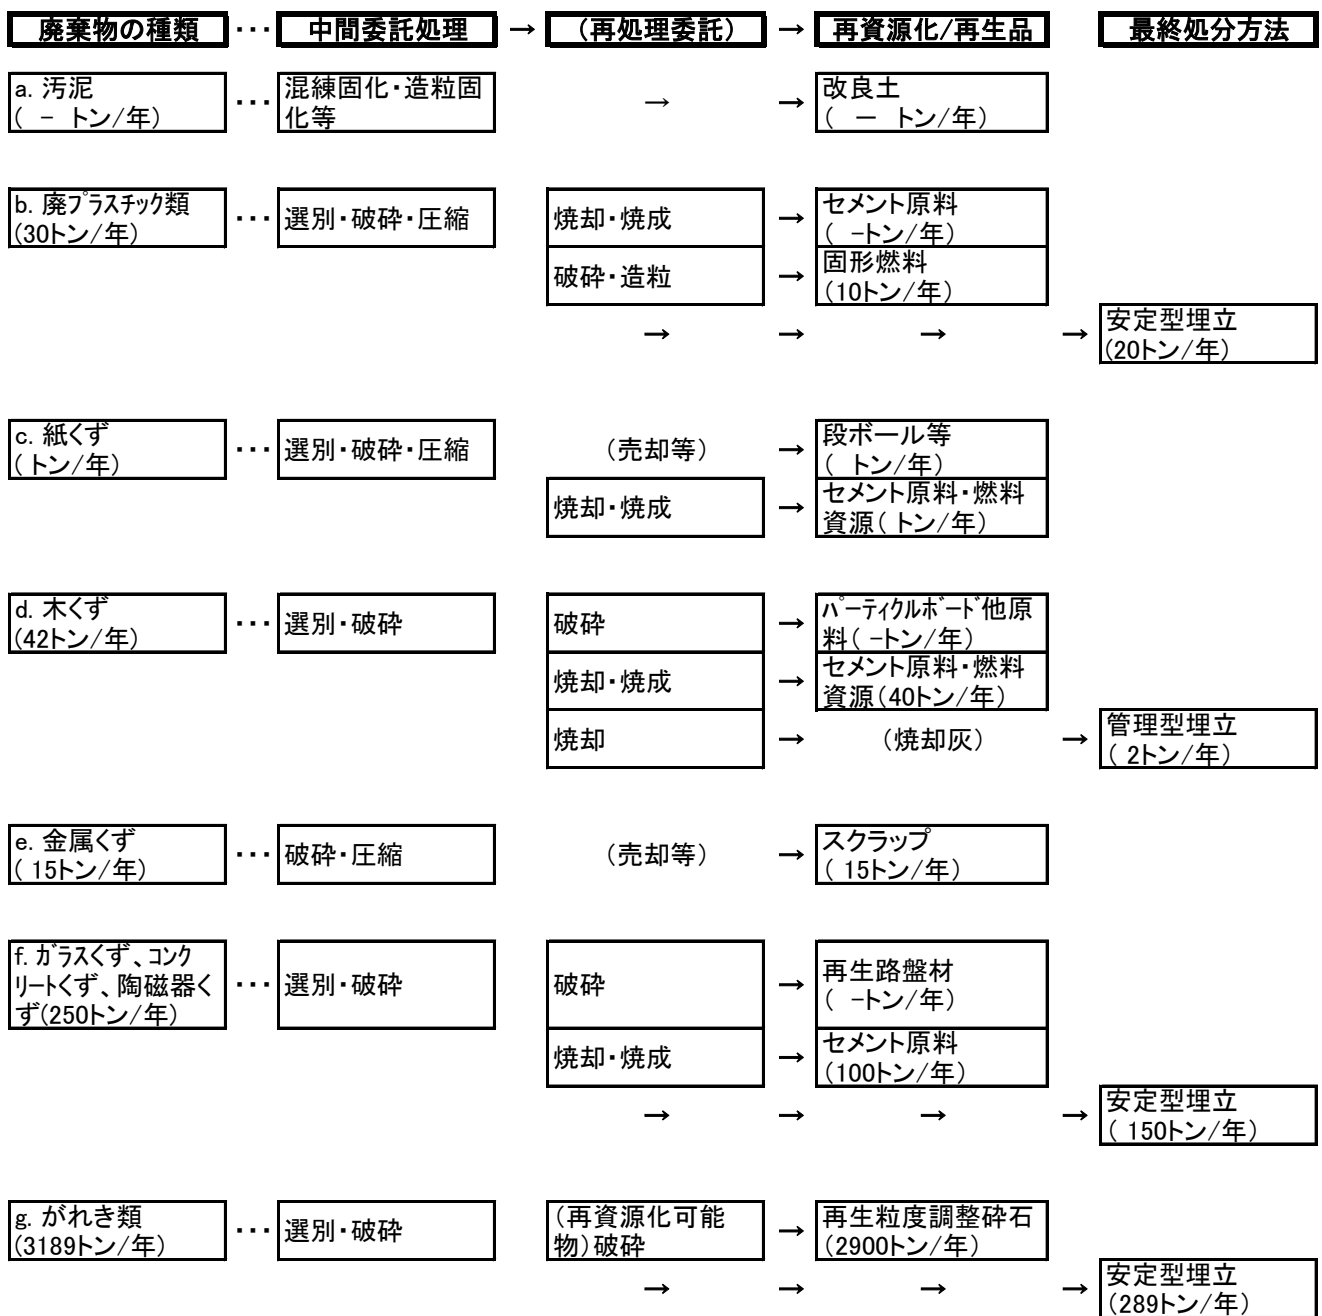 廃棄物の種類 ・・・ 中間委託処理 → （再処理委託） → 再資源化/再生品 最終処分方法
a. 汚泥
( - トン/年)
・・・
混練固化・造粒固
化等
→ →
改良土
( ― トン/年)
b. 廃プラスチック類
(30トン/年)
・・・
選別・破砕・圧縮
焼却・焼成
→
セメント原料
( -トン/年)
破砕・造粒
→
固形燃料
(10トン/年)
→ → → →
安定型埋立
(20トン/年)
c. 紙くず
( トン/年)
・・・
選別・破砕・圧縮
（売却等）
→
段ボール等
( トン/年)
焼却・焼成
→
セメント原料・燃料
資源( トン/年)
d. 木くず
(42トン/年)
・・・
選別・破砕
破砕
→
パーティクルボード他原
料( -トン/年)
焼却・焼成
→
セメント原料・燃料
資源(40トン/年)
焼却
→
（焼却灰）
→
管理型埋立
( 2トン/年)
e. 金属くず
( 15トン/年)
・・・
破砕・圧縮
（売却等）
→
スクラップ
( 15トン/年)
f. ガラスくず、コンク
リートくず、陶磁器く
ず(250トン/年)
・・・
選別・破砕
破砕
→
再生路盤材
( -トン/年)
焼却・焼成
→
セメント原料
(100トン/年)
→ → → →
安定型埋立
( 150トン/年)
g. がれき類
(3189トン/年)
・・・
選別・破砕
(再資源化可能
物)破砕
→
再生粒度調整砕石
(2900トン/年)
→ → → →
安定型埋立
(289トン/年)